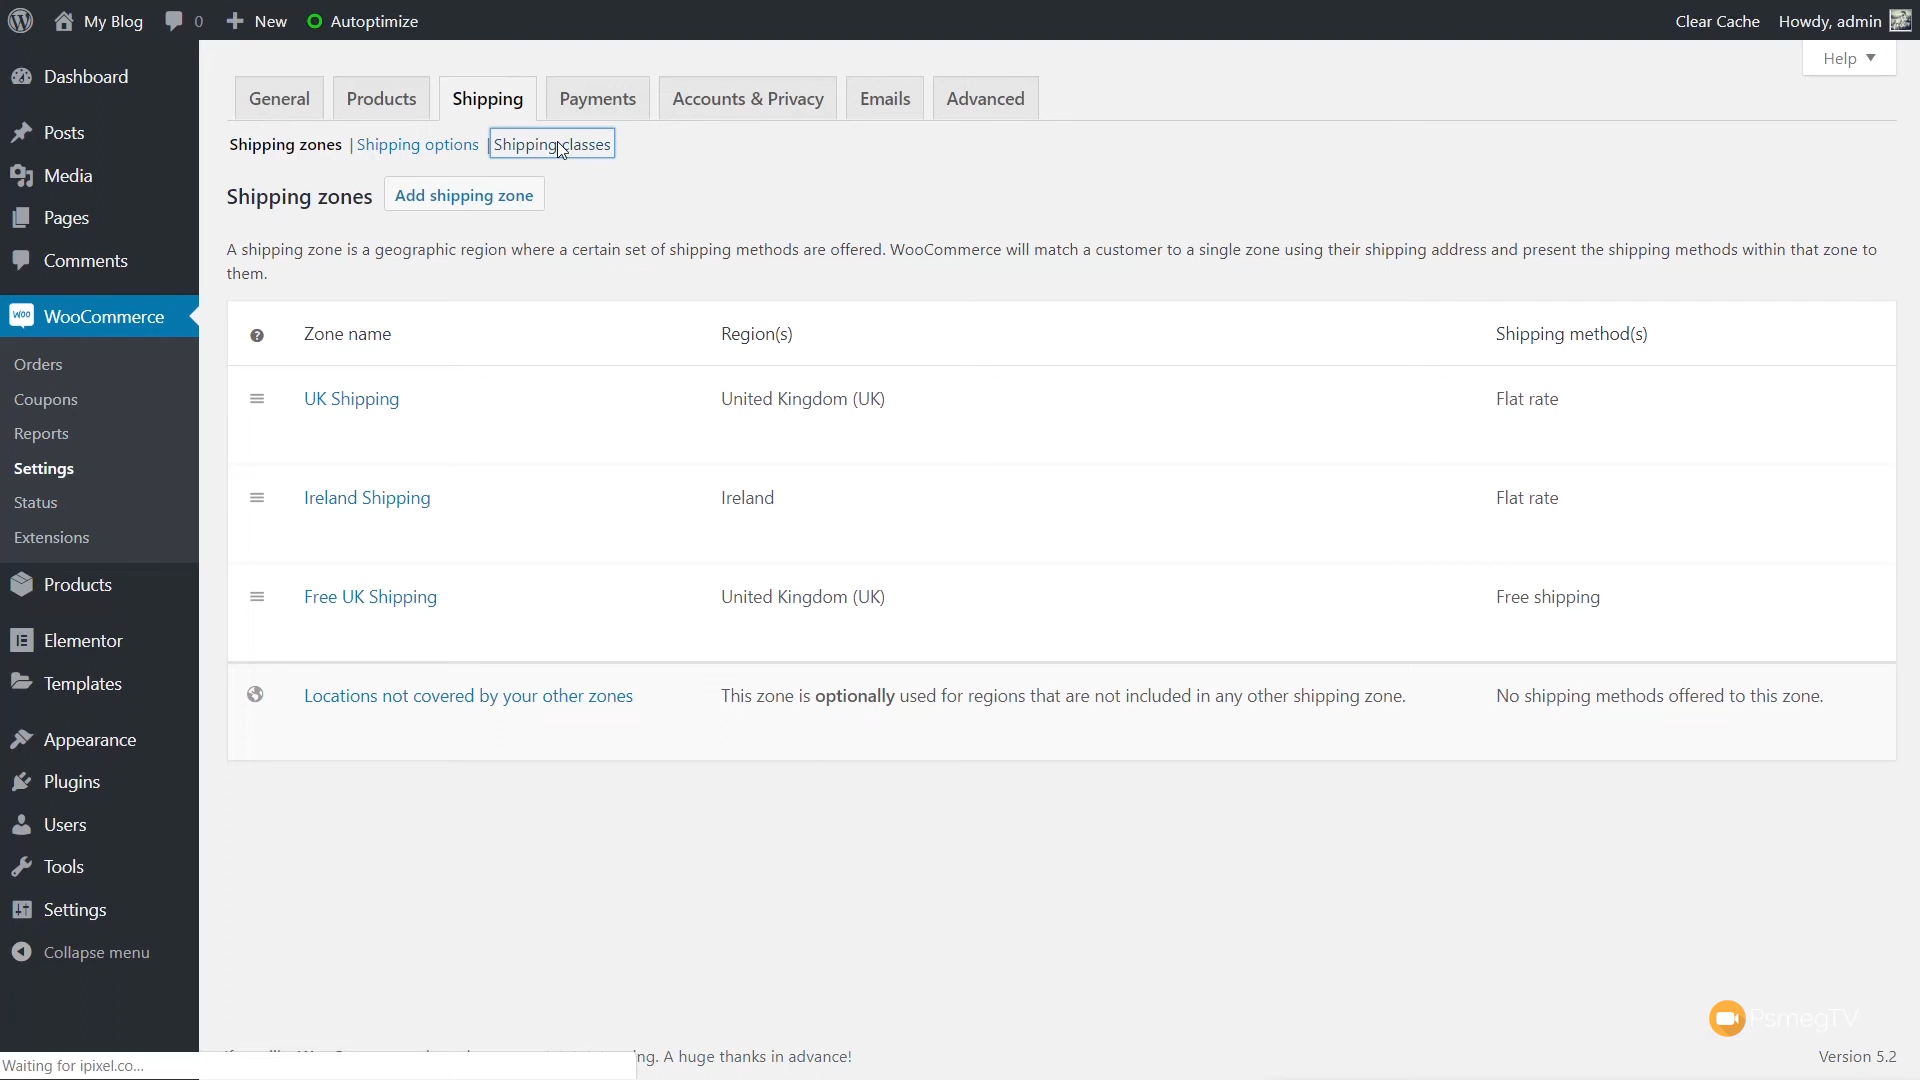 My Blog 0 New Autoptimize Clear Cache Howdy, admin
Help
Dashboard
Posts
Media
Pages
Comments
WooCommerce
Orders
Coupons
Reports
Settings
Status
Extensions
Products
Elementor
Templates
Appearance
Plugins
Users
Tools
Settings
Collapse menu
General Products Shipping Payments Accounts & Privacy Emails Advanced
Shipping zones | Shipping options | Shipping classes
Shipping zones Add shipping zone
A shipping zone is a geographic region where a certain set of shipping methods are offered. WooCommerce will match a customer to a single zone using their shipping address and present the shipping methods within that zone to
them.
Zone name Region(s) Shipping method(s)
UK Shipping United Kingdom (UK) Flat rate
Ireland Shipping Ireland Flat rate
Free UK Shipping United Kingdom (UK) Free shipping
Locations not covered by your other zones This zone is optionally used for regions that are not included in any other shipping zone. No shipping methods offered to this zone.
PsmegTV
ng. A huge thanks in advance! Version 5.2
Waiting for ipixel.co...